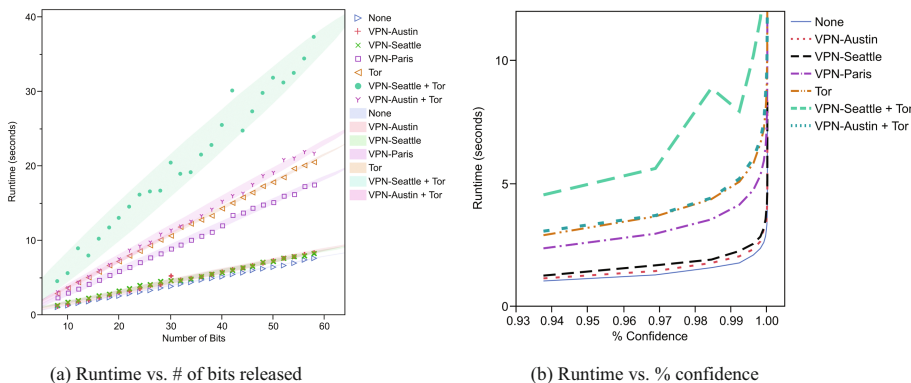 40
30
20
10
0
10
20
30
40
50
60
Runtime (seconds)
Number of Bits
None
VPN-Austin
VPN-Seattle
VPN-Paris
Tor
VPN-Seattle + Tor
VPN-Austin + Tor
None
VPN-Austin
VPN-Seattle
VPN-Paris
Tor
VPN-Seattle + Tor
VPN-Austin + Tor
(a) Runtime vs. # of bits released
10
5
0
0.93
0.94
0.95
0.96
0.97
0.98
0.99
1.00
Runtime (seconds)
% Confidence
None
VPN-Austin
VPN-Seattle
VPN-Paris
Tor
VPN-Seattle + Tor
VPN-Austin + Tor
(b) Runtime vs. % confidence